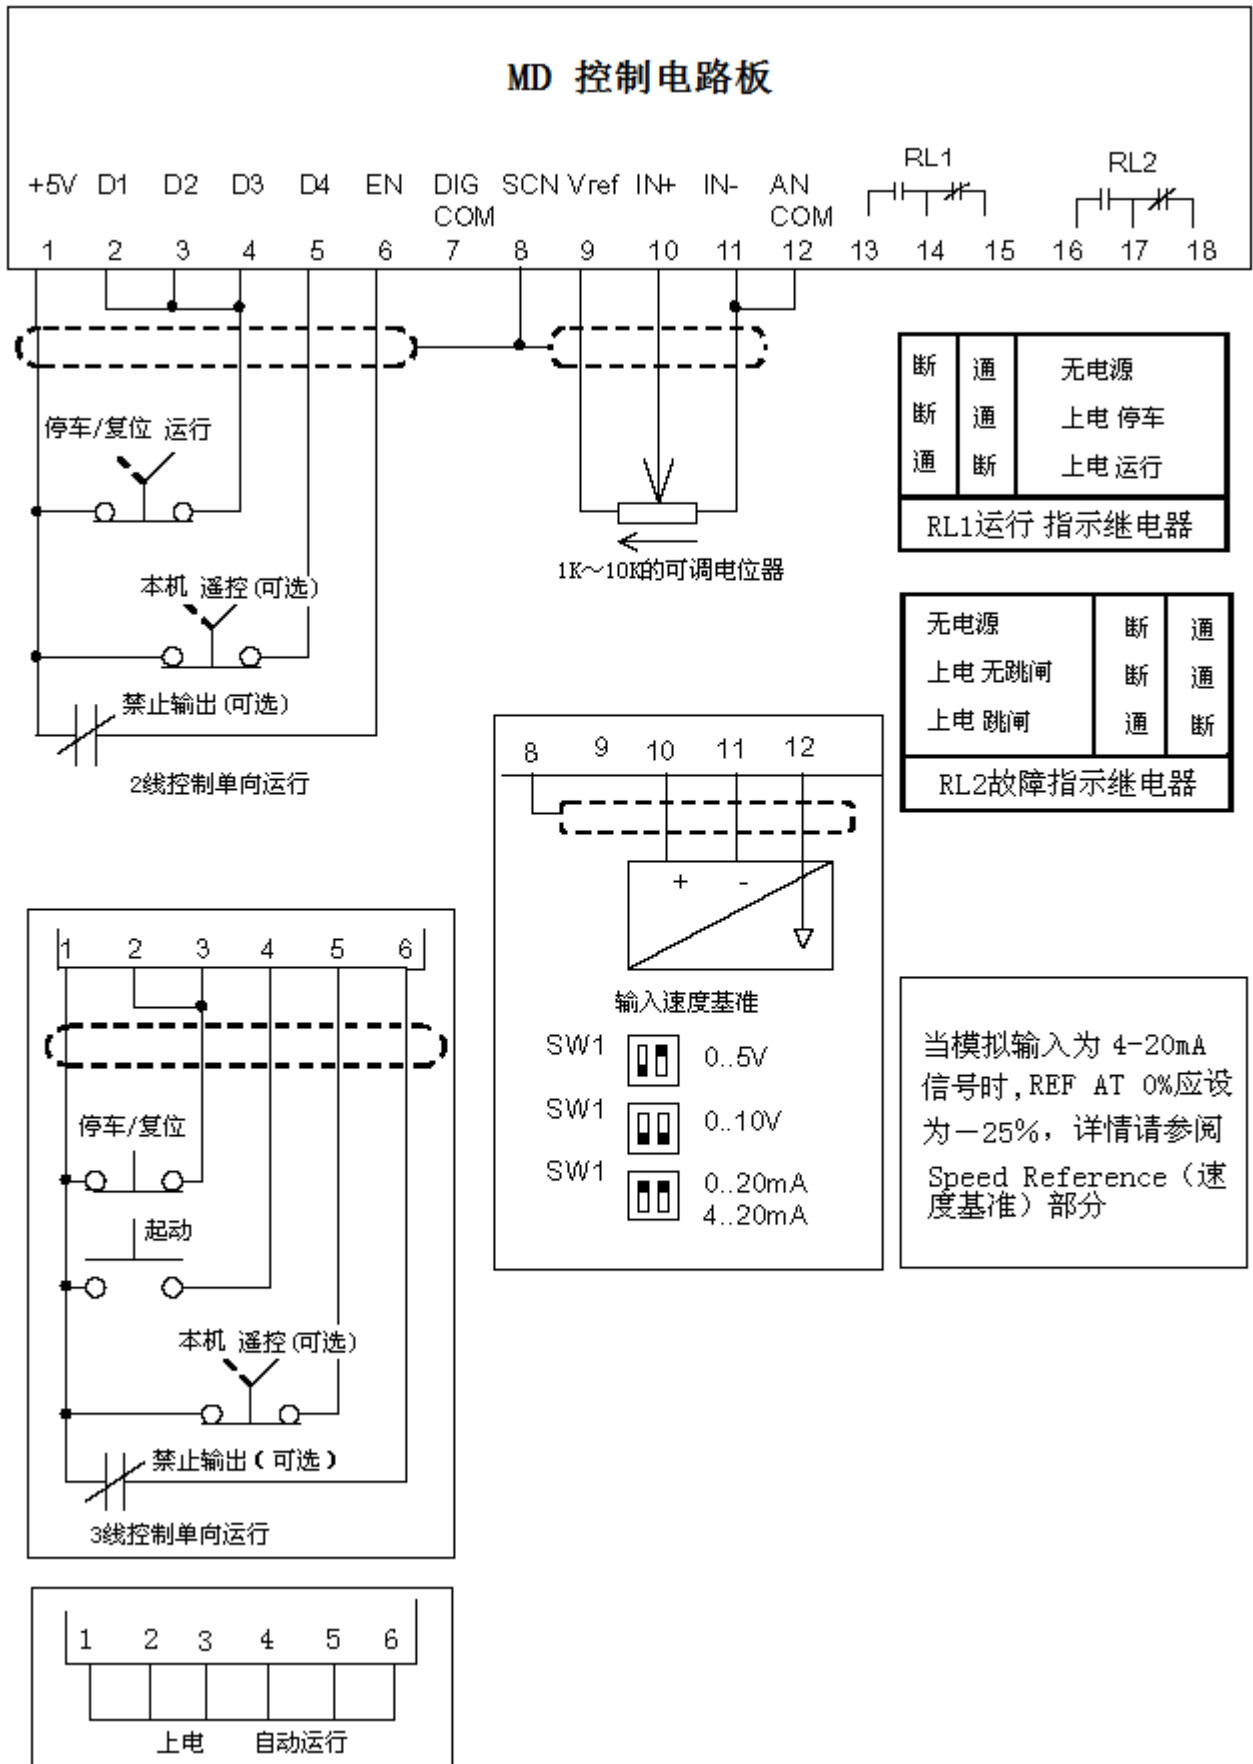 MD 控制电路板
RL1
RL2
+5V D1 D2 D3 D4 EN DIG COM SCN Vref IN+ IN- AN COM
1 2 3 4 5 6 7 8 9 10 11 12 13 14 15 16 17 18
停车/复位 运行
本机 遥控(可选)
禁止输出(可选)
2线控制单向运行
1K～10K的可调电位器
断 通 无电源
断 通 上电 停车
通 断 上电 运行
RL1运行 指示继电器
无电源 断 通
上电 无跳闸 断 通
上电 跳闸 通 断
RL2故障指示继电器
8 9 10 11 12
+ -
输入速度基准
SW1 0..5V
SW1 0..10V
SW1 0..20mA
4..20mA
当模拟输入为 4-20mA
信号时,REF AT 0%应设
为－25%，详情请参阅
Speed Reference（速
度基准）部分
1 2 3 4 5 6
停车/复位
起动
本机 遥控(可选)
禁止输出(可选)
3线控制单向运行
1 2 3 4 5 6
上电 自动运行